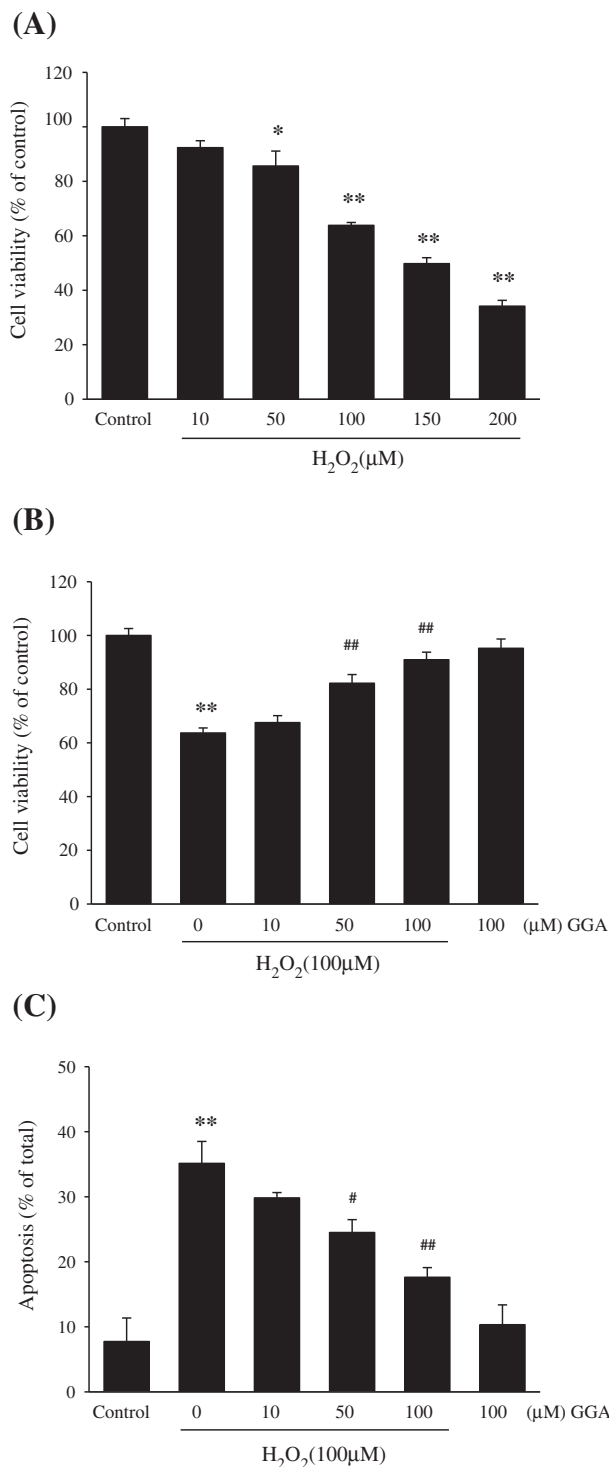 (A)
120
100
80
60
40
20
0
Cell viability (% of control)
*
**
**
**
Control 10 50 100 150 200
H₂O₂(μM)
(B)
120
100
80
60
40
20
0
Cell viability (% of control)
**
##
##
Control 0 10 50 100 100 (μM) GGA
H₂O₂(100μM)
(C)
50
40
30
20
10
0
Apoptosis (% of total)
**
#
##
Control 0 10 50 100 100 (μM) GGA
H₂O₂(100μM)